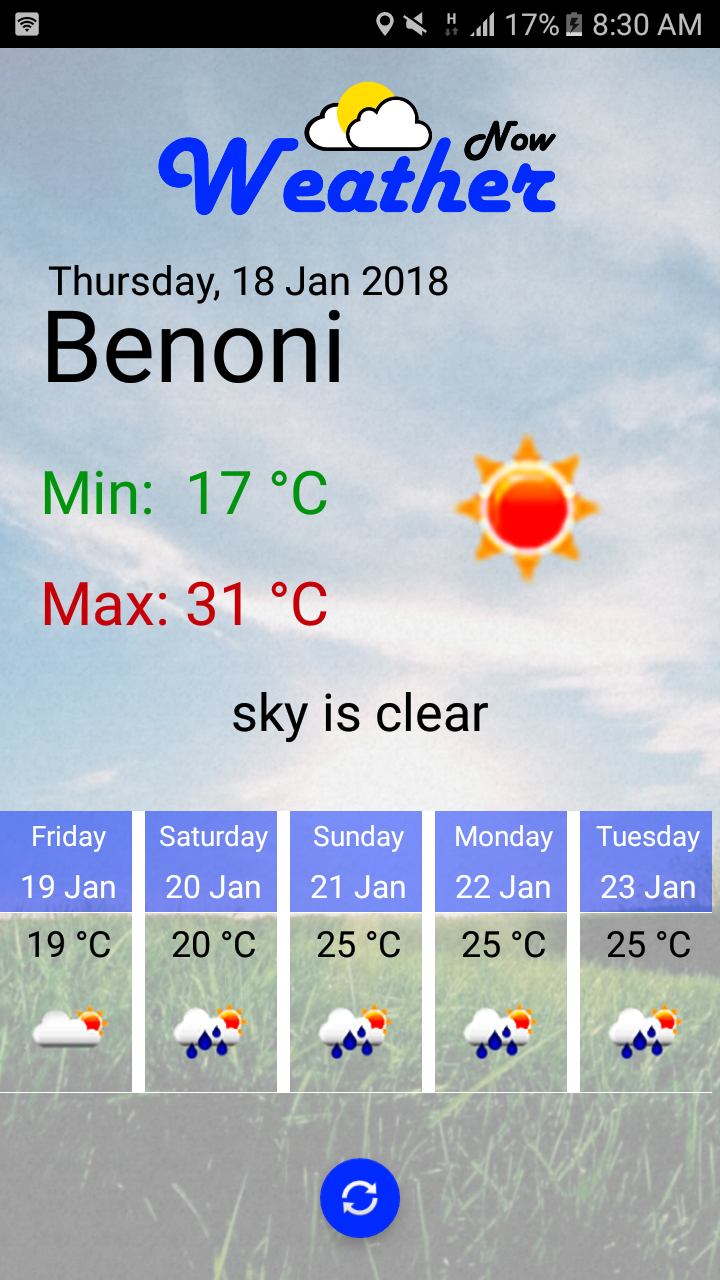 H 17% 8:30 AM
Now
Weather
Thursday, 18 Jan 2018
Benoni
Min: 17 °C
Max: 31 °C
sky is clear
Friday Saturday Sunday Monday Tuesday
19 Jan 20 Jan 21 Jan 22 Jan 23 Jan
19 °C 20 °C 25 °C 25 °C 25 °C